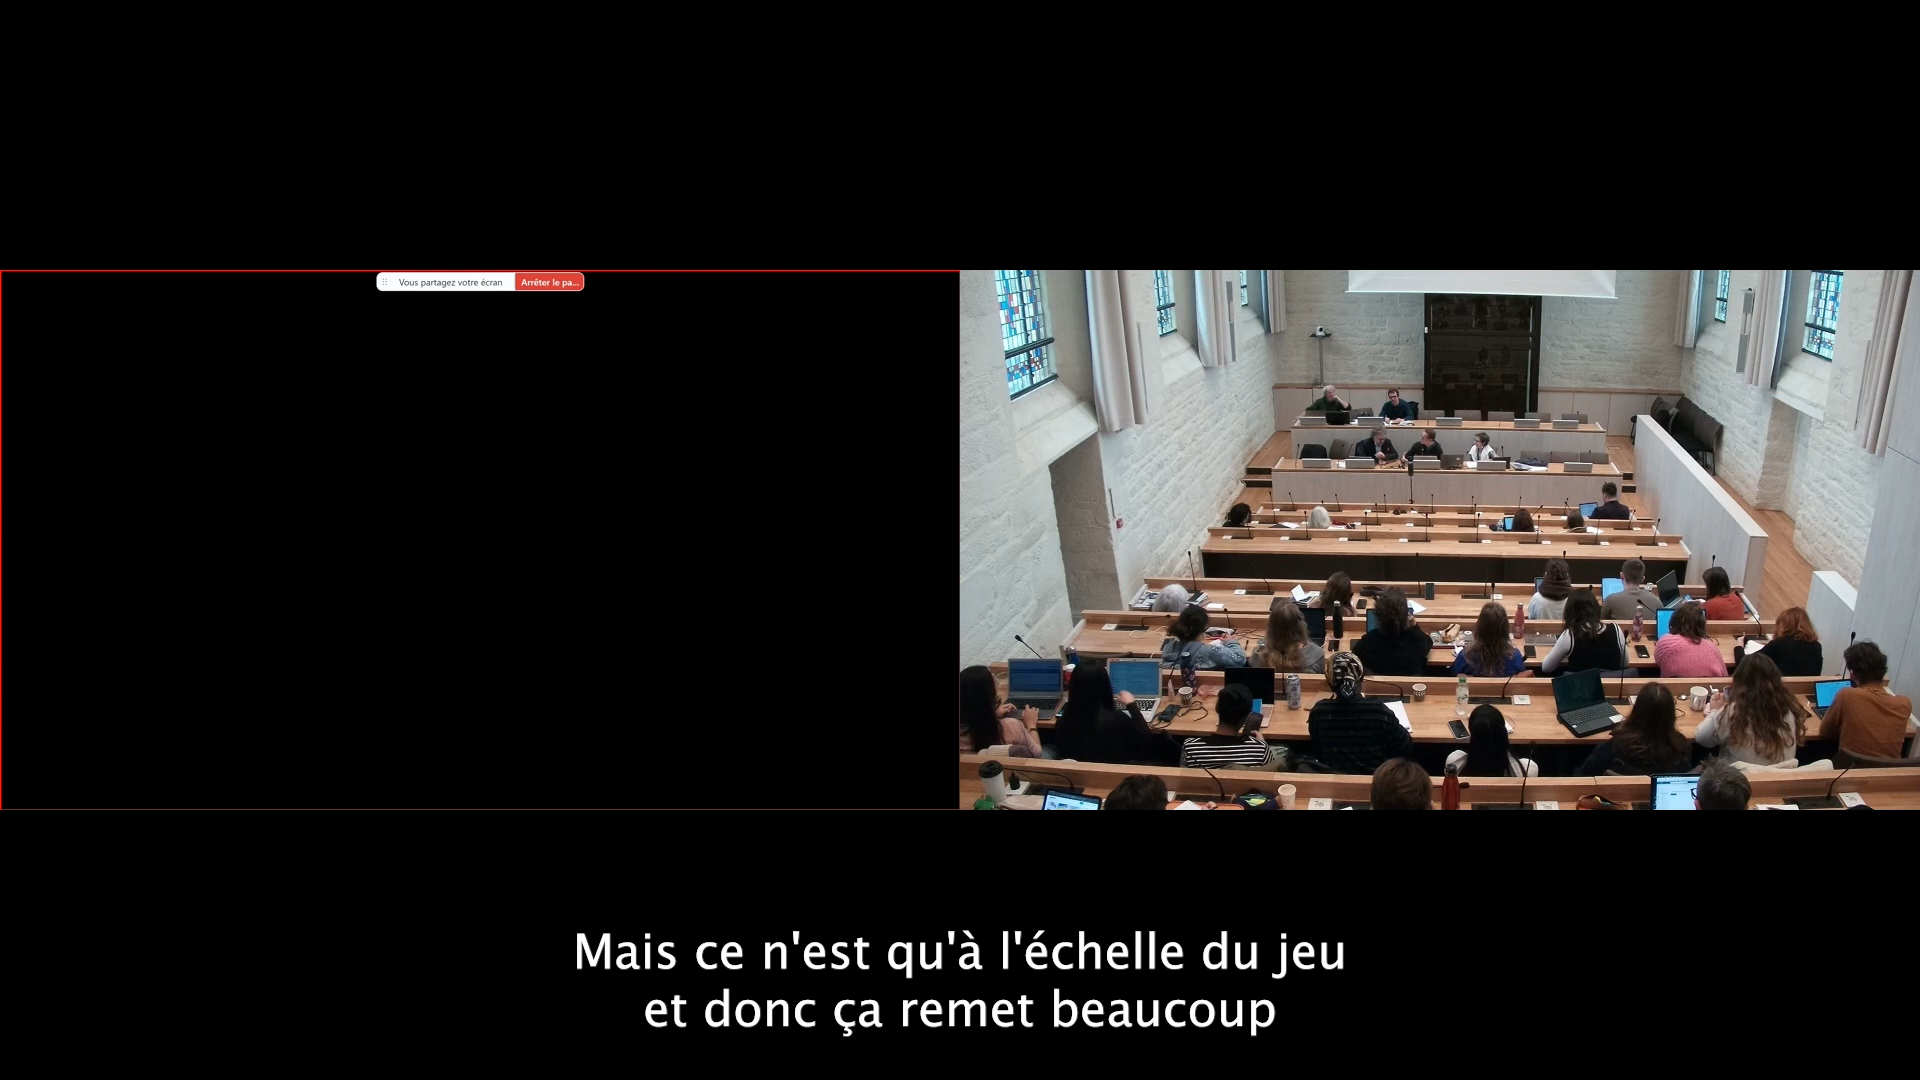 Vous partagez votre écran
Arrêter le pa...
Mais ce n'est qu'à l'échelle du jeu
et donc ça remet beaucoup